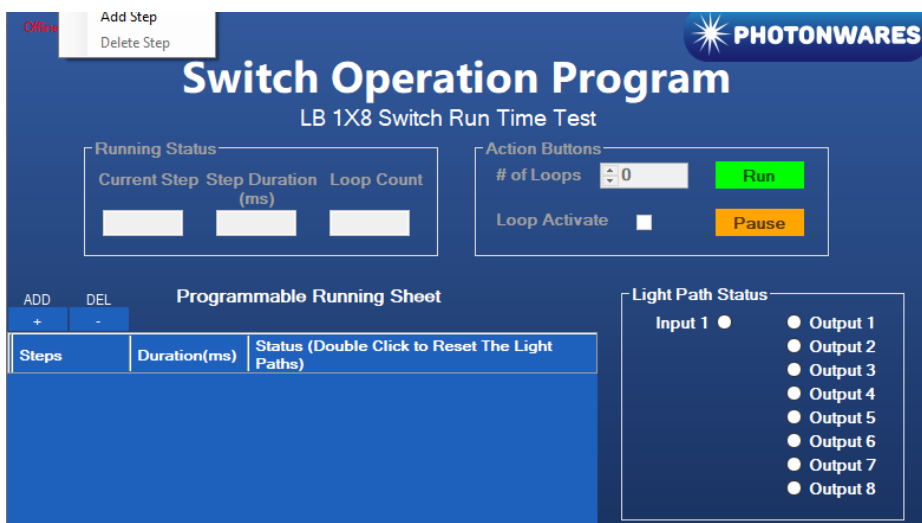 Offline
Add Step
Delete Step
PHOTONWARES
Switch Operation Program
LB 1X8 Switch Run Time Test
Running Status
Current Step Step Duration (ms) Loop Count
Action Buttons
# of Loops 0 Run
Loop Activate Pause
ADD DEL Programmable Running Sheet
+ -
Steps Duration(ms) Status (Double Click to Reset The Light
Paths)
Light Path Status
Input 1 Output 1
Output 2
Output 3
Output 4
Output 5
Output 6
Output 7
Output 8